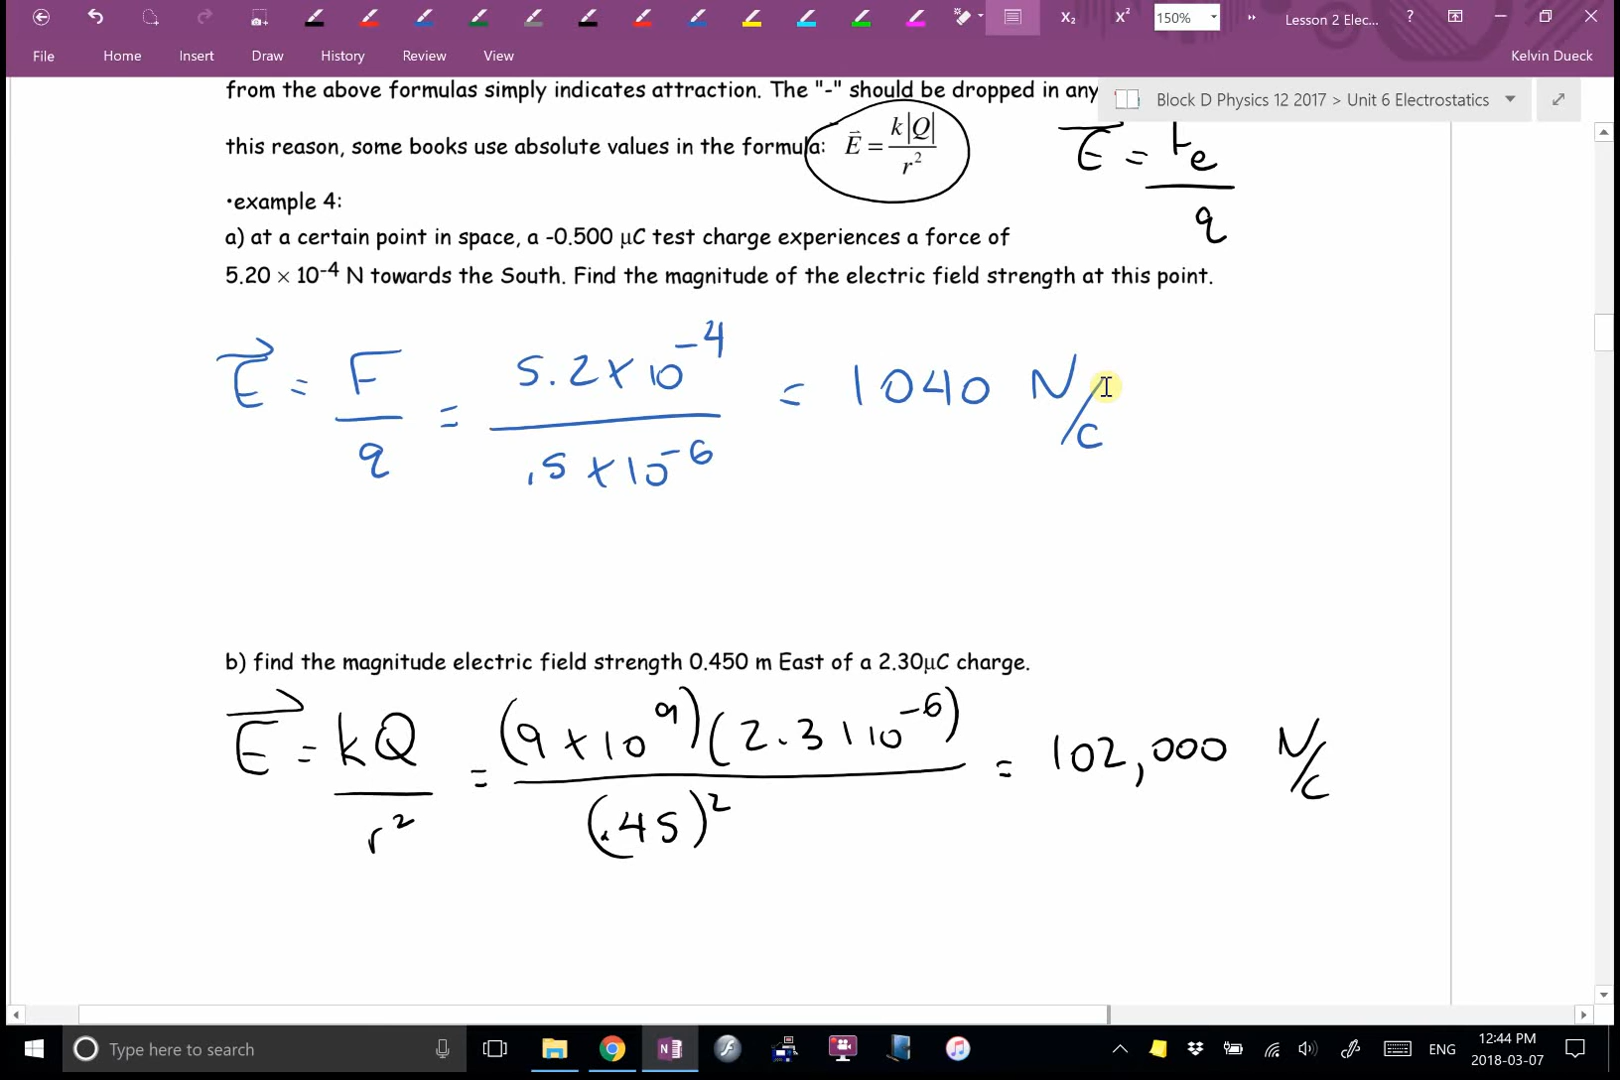 X₂ X² 150% Lesson 2 Elec... ?
File Home Insert Draw History Review View Kelvin Dueck
from the above formulas simply indicates attraction. The "-" should be dropped in any
Block D Physics 12 2017 > Unit 6 Electrostatics
this reason, some books use absolute values in the formula: E⃗ = k|Q| / r²
E⃗ = Fe / q
•example 4:
a) at a certain point in space, a -0.500 μC test charge experiences a force of
5.20 × 10⁻⁴ N towards the South. Find the magnitude of the electric field strength at this point.
E⃗ = F / q = 5.2 × 10⁻⁴ / .5 × 10⁻⁶ = 1040 N/C
b) find the magnitude electric field strength 0.450 m East of a 2.30μC charge.
E⃗ = kQ / r² = (9 × 10⁹)(2.3 | 10⁻⁶) / (.45)² = 102,000 N/C
Type here to search
ENG
12:44 PM
2018-03-07